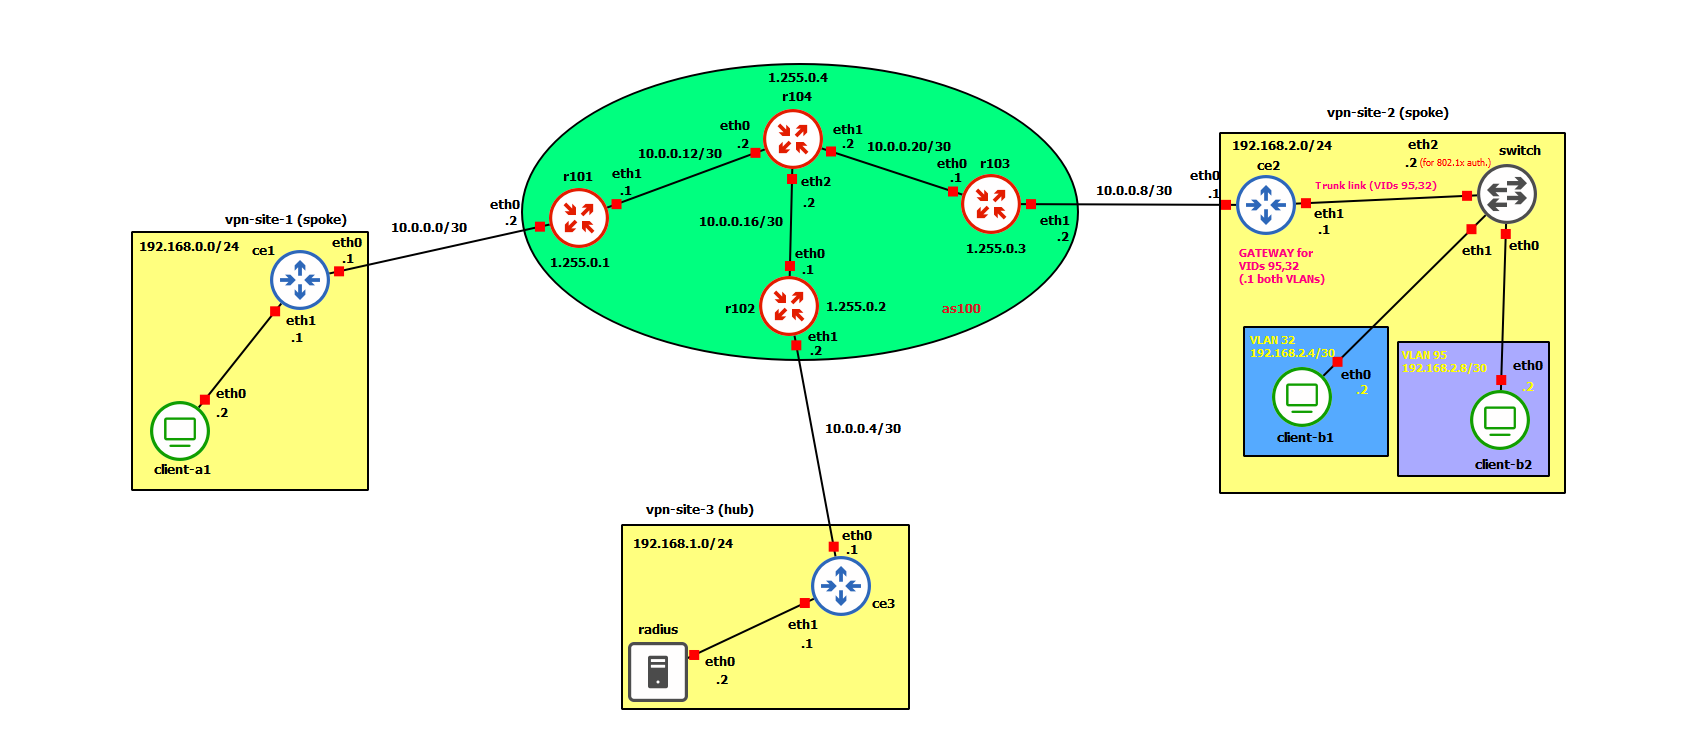 1.255.0.4
r104
eth0
.2
eth1
.2
10.0.0.12/30
10.0.0.20/30
eth2
.2
r101
eth1
.1
eth0
.2
1.255.0.1
10.0.0.16/30
eth0
.1
r103
eth0
.1
1.255.0.3
eth1
.2
r102
1.255.0.2
as100
eth1
.2
vpn-site-1 (spoke)
192.168.0.0/24
ce1
eth0
.1
10.0.0.0/30
eth1
.1
eth0
.2
client-a1
10.0.0.8/30
vpn-site-2 (spoke)
192.168.2.0/24
ce2
eth0
.1
eth2
.2 (for 802.1x auth.)
switch
Trunk link (VIDs 95,32)
eth1
.1
GATEWAY for
VIDs 95,32
(.1 both VLANs)
eth1
eth0
VLAN 32
192.168.2.4/30
eth0
.2
client-b1
VLAN 95
192.168.2.8/30
eth0
.2
client-b2
10.0.0.4/30
vpn-site-3 (hub)
192.168.1.0/24
eth0
.1
ce3
eth1
.1
radius
eth0
.2